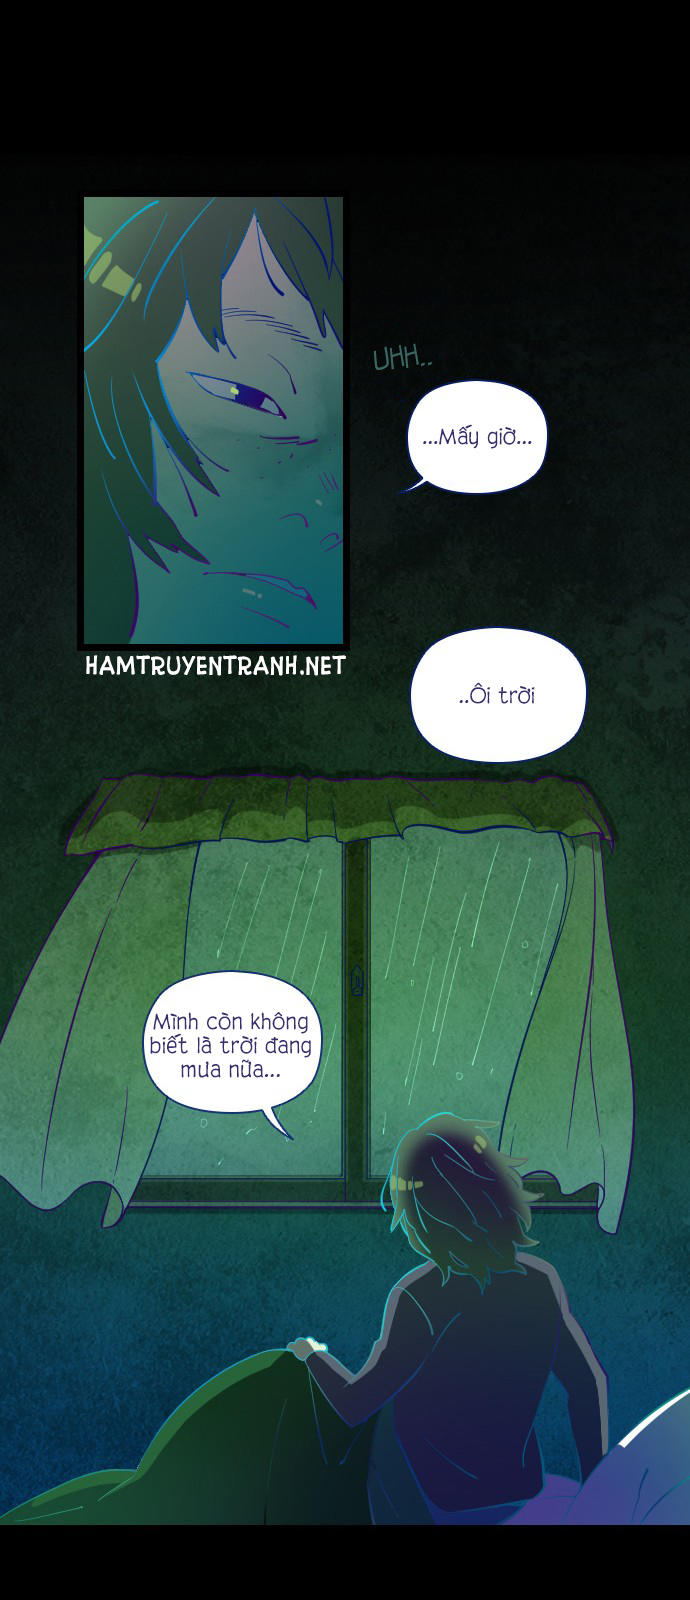 UHH..
...Mấy giờ...
HAMTRUYENTRANH.NET
..Ôi trời
Mình còn không
biết là trời đang
mưa nữa...